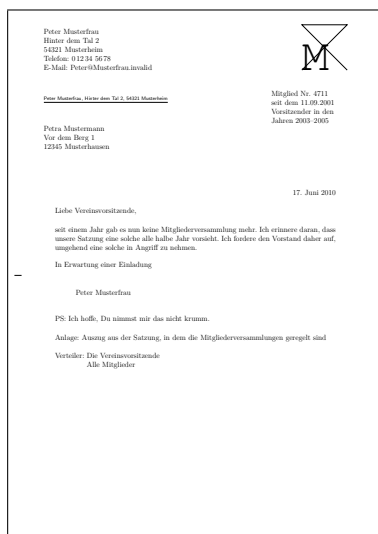 Peter Musterfrau
Hinter dem Tal 2
54321 Musterheim
Telefon: 0 12 34 56 78
E-Mail: Peter@Musterfrau.invalid
M
Peter Musterfrau, Hinter dem Tal 2, 54321 Musterheim
Mitglied Nr. 4711
seit dem 11.09.2001
Vorsitzender in den
Jahren 2003–2005
Petra Mustermann
Vor dem Berg 1
12345 Musterhausen
17. Juni 2010
Liebe Vereinsvorsitzende,
seit einem Jahr gab es nun keine Mitgliederversammlung mehr. Ich erinnere daran, dass
unsere Satzung eine solche alle halbe Jahr vorsieht. Ich fordere den Vorstand daher auf,
umgehend eine solche in Angriff zu nehmen.
In Erwartung einer Einladung
Peter Musterfrau
PS: Ich hoffe, Du nimmst mir das nicht krumm.
Anlage: Auszug aus der Satzung, in dem die Mitgliederversammlungen geregelt sind
Verteiler: Die Vereinsvorsitzende
Alle Mitglieder